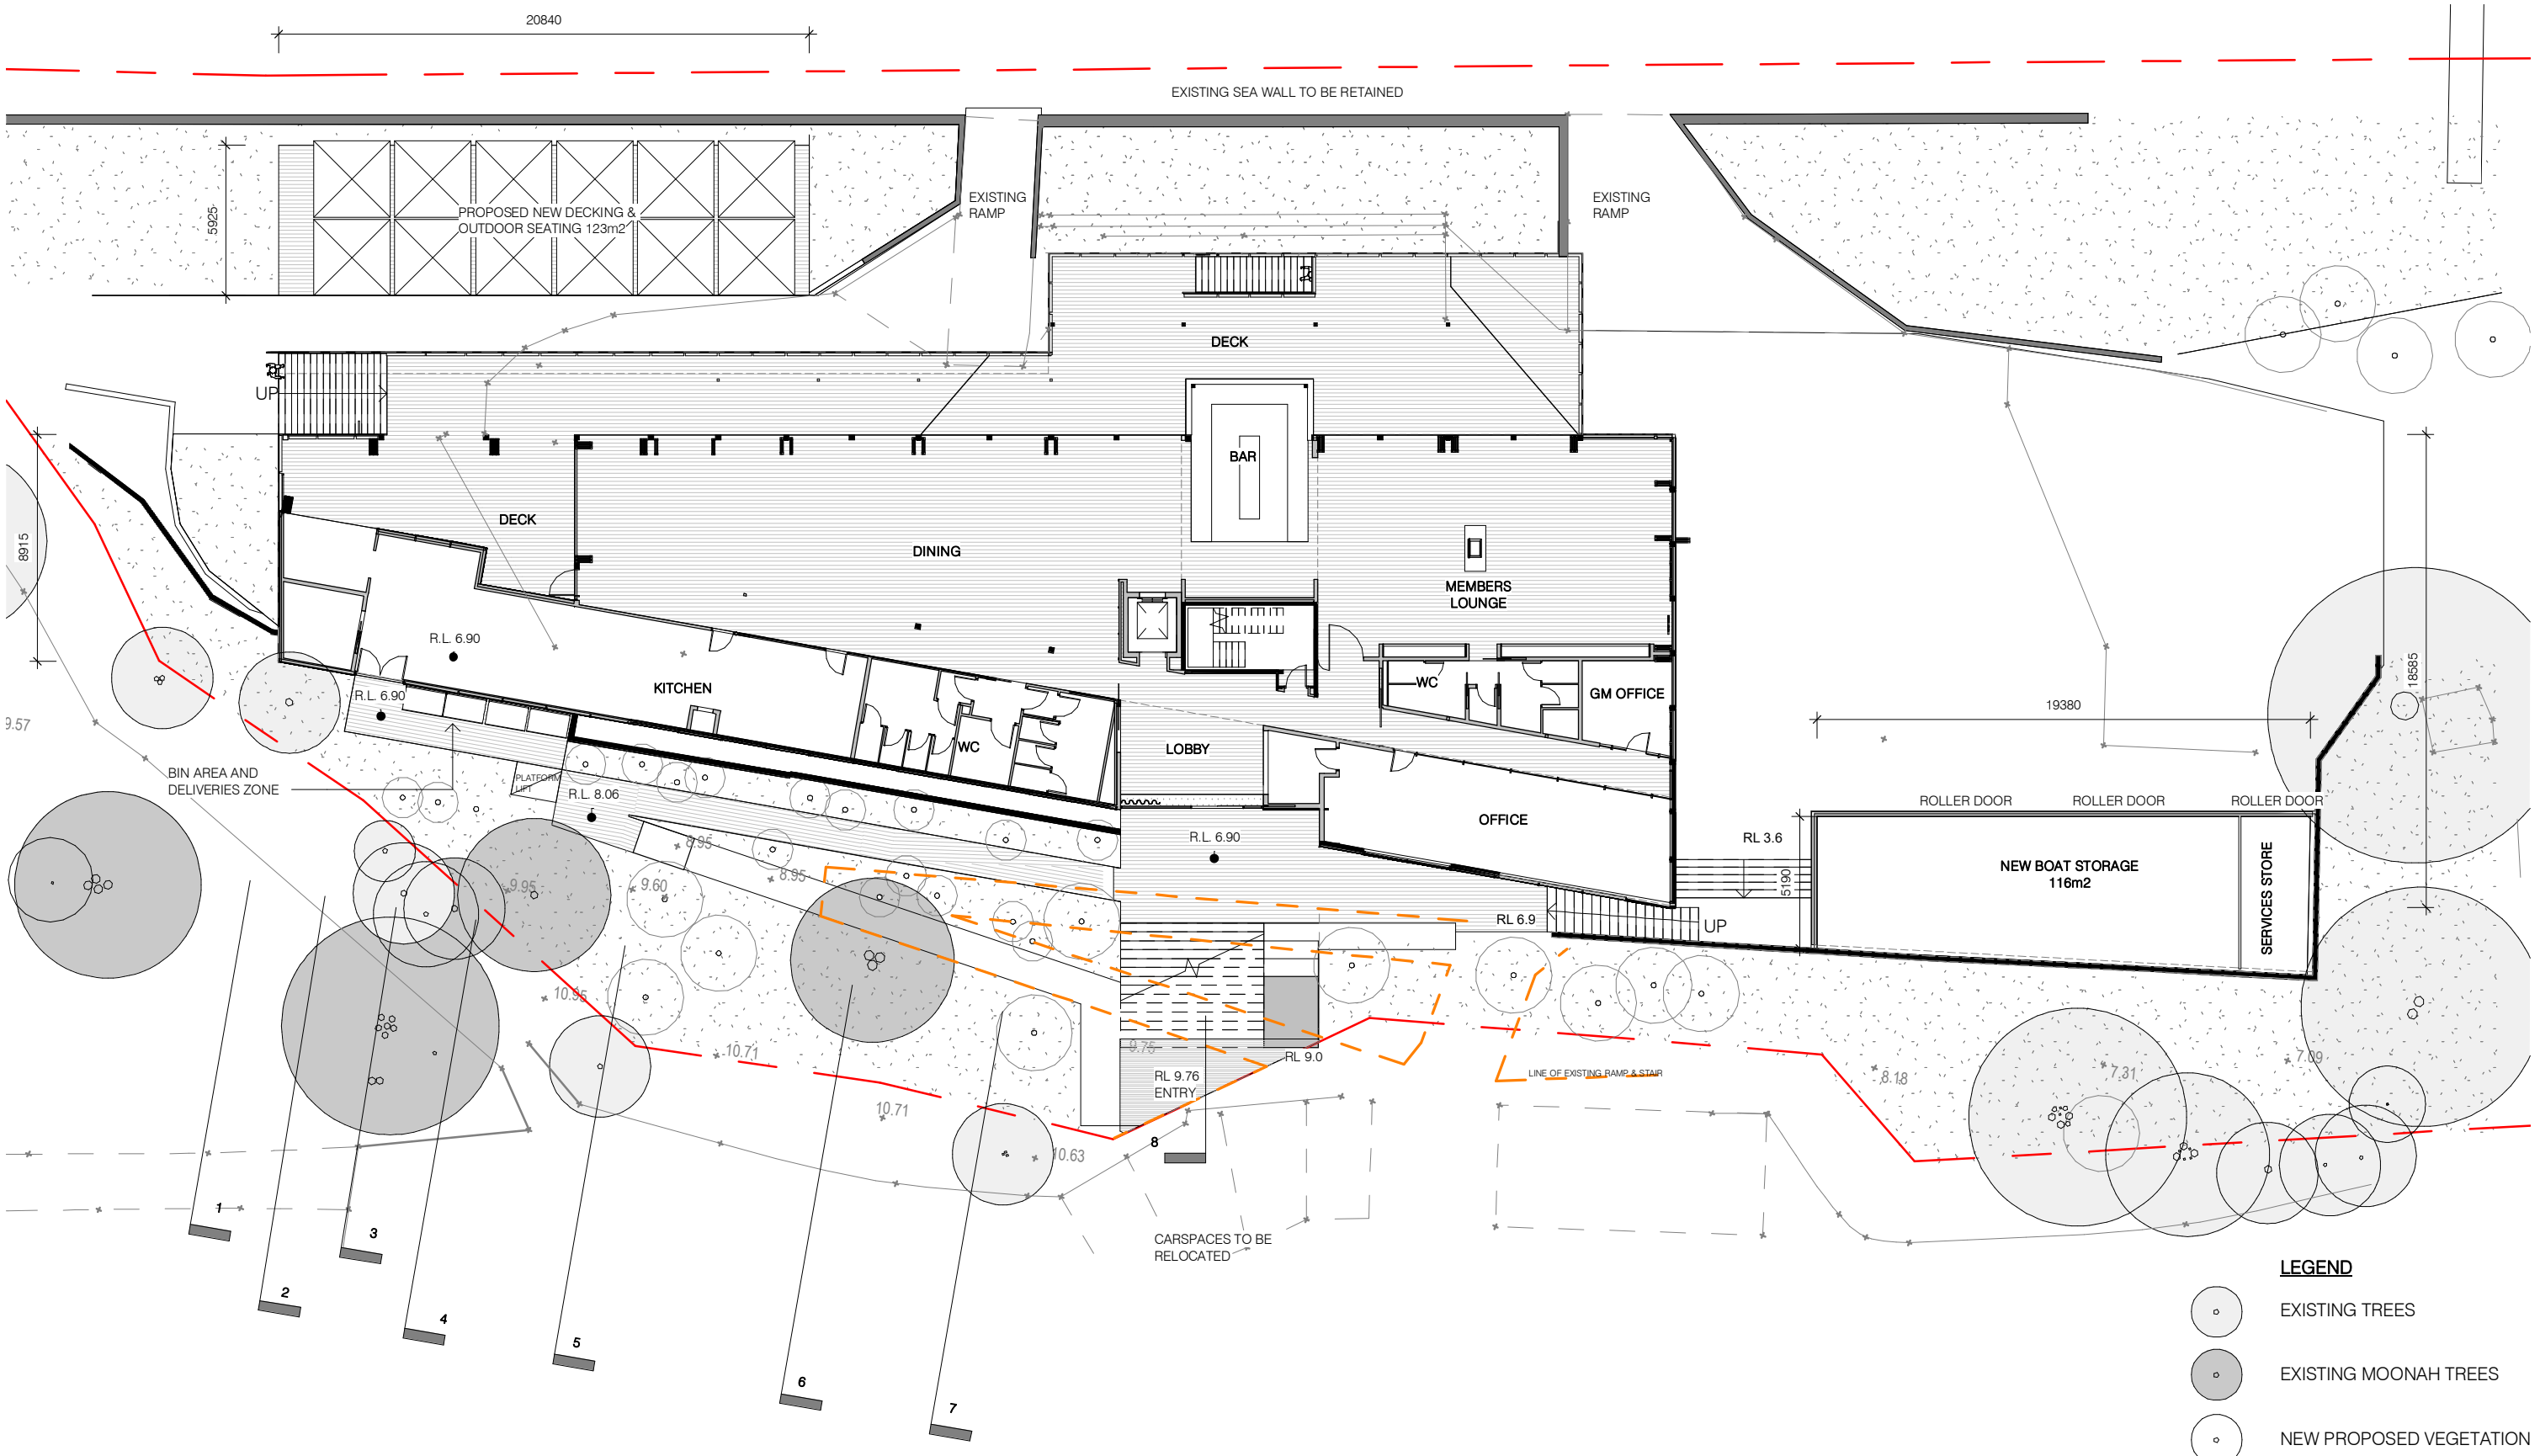 20840
EXISTING SEA WALL TO BE RETAINED
5925
PROPOSED NEW DECKING &
OUTDOOR SEATING 123m2
EXISTING
RAMP
EXISTING
RAMP
DECK
UP
BAR
8915
DECK
DINING
MEMBERS
LOUNGE
R.L. 6.90
KITCHEN
WC
GM OFFICE
18585
R.L. 6.90
9.57
19380
LOBBY
WC
BIN AREA AND
DELIVERIES ZONE
PLATFORM
LIFT
R.L. 8.06
ROLLER DOOR
ROLLER DOOR
ROLLER DOOR
OFFICE
R.L. 6.90
RL 3.6
8.95
8.95
9.95
9.60
5190
NEW BOAT STORAGE
116m2
SERVICES STORE
RL 6.9
UP
10.95
10.71
9.75
RL 9.0
RL 9.76
ENTRY
LINE OF EXISTING RAMP & STAIR
7.09
7.31
8.18
10.71
10.63
8
1
3
2
4
5
6
7
CARSPACES TO BE
RELOCATED
LEGEND
EXISTING TREES
EXISTING MOONAH TREES
NEW PROPOSED VEGETATION